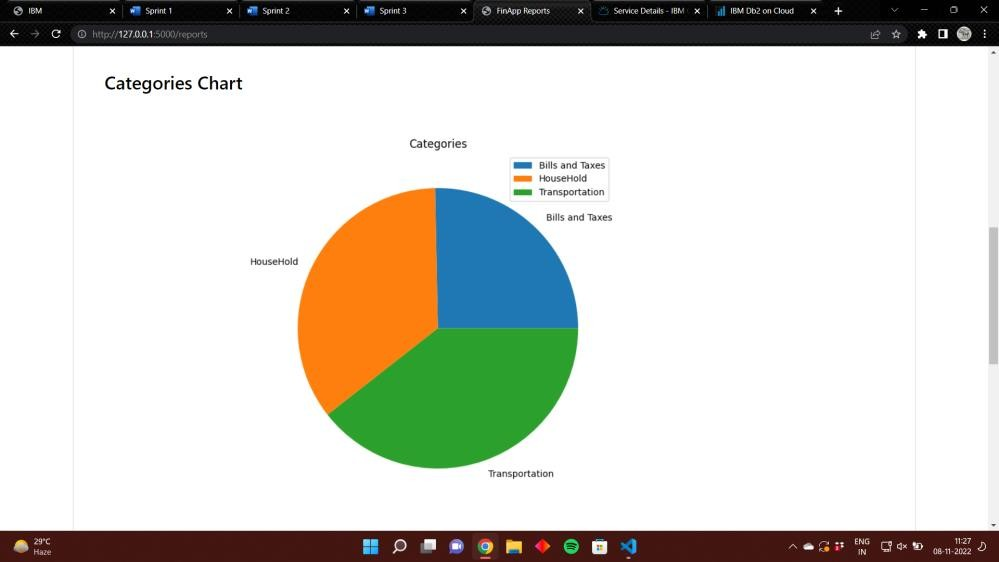 IBM
Sprint 1
Sprint 2
Sprint 3
FinApp Reports
Service Details - IBM
IBM Db2 on Cloud
http://127.0.0.1:5000/reports
Categories Chart
Categories
Bills and Taxes
HouseHold
Transportation
Bills and Taxes
HouseHold
Transportation
29°C
Haze
ENG
IN
11:27
08-11-2022